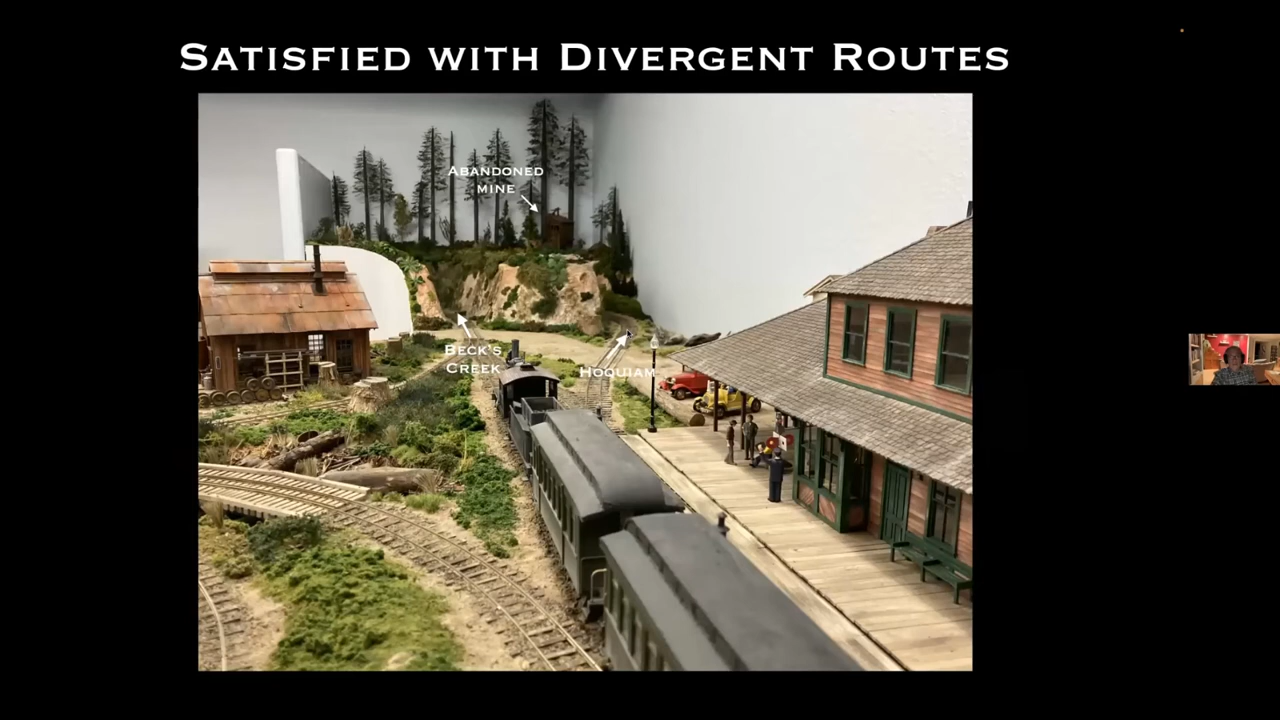 SATISFIED WITH DIVERGENT ROUTES
ABANDONED
MINE
BECK'S
CREEK
HOQUIAM